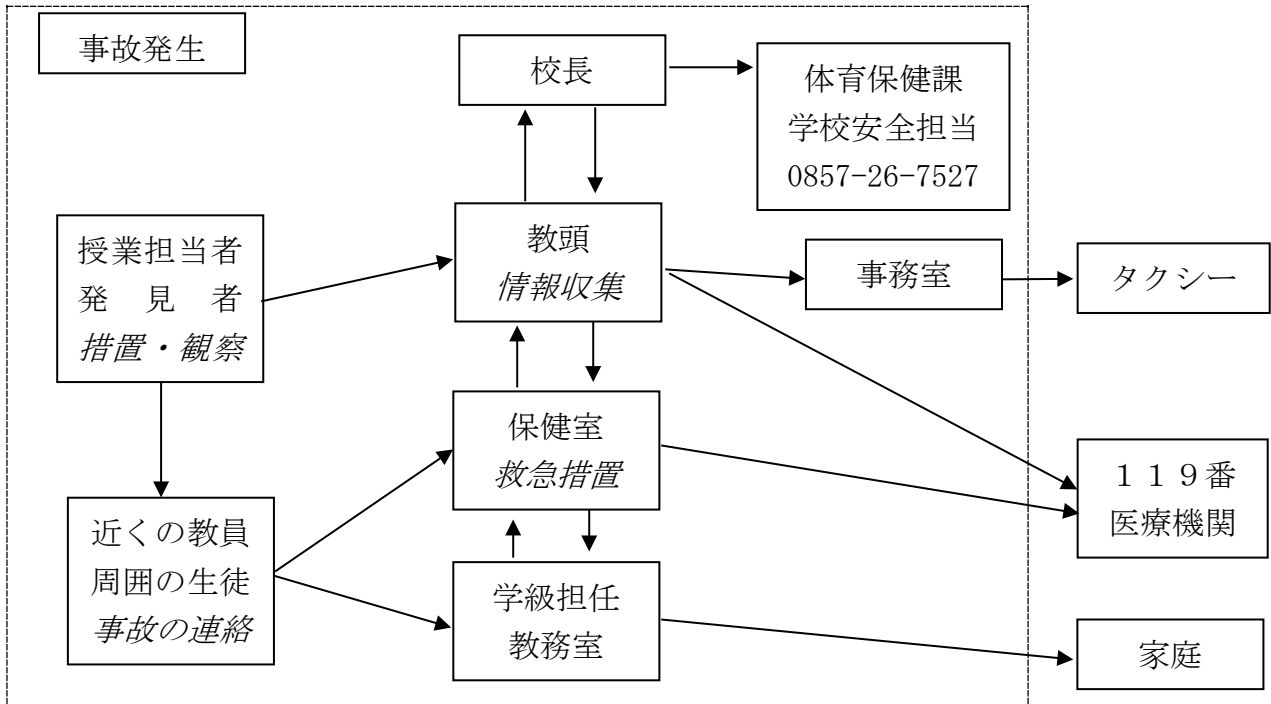 事故発生
校長
体育保健課
学校安全担当
0857-26-7527
授業担当者
発見者
措置・観察
教頭
情報収集
事務室
タクシー
保健室
救急措置
119番
医療機関
近くの教員
周囲の生徒
事故の連絡
学級担任
教務室
家庭